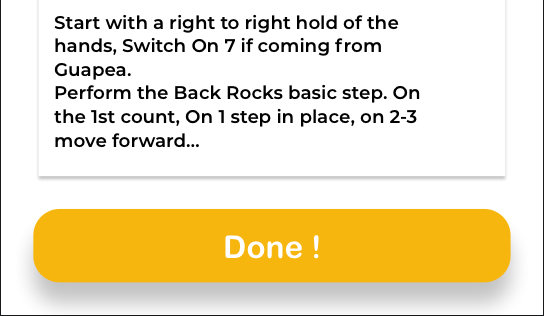 Start with a right to right hold of the
hands, Switch On 7 if coming from
Guapea.
Perform the Back Rocks basic step. On
the 1st count, On 1 step in place, on 2-3
move forward...
Done !